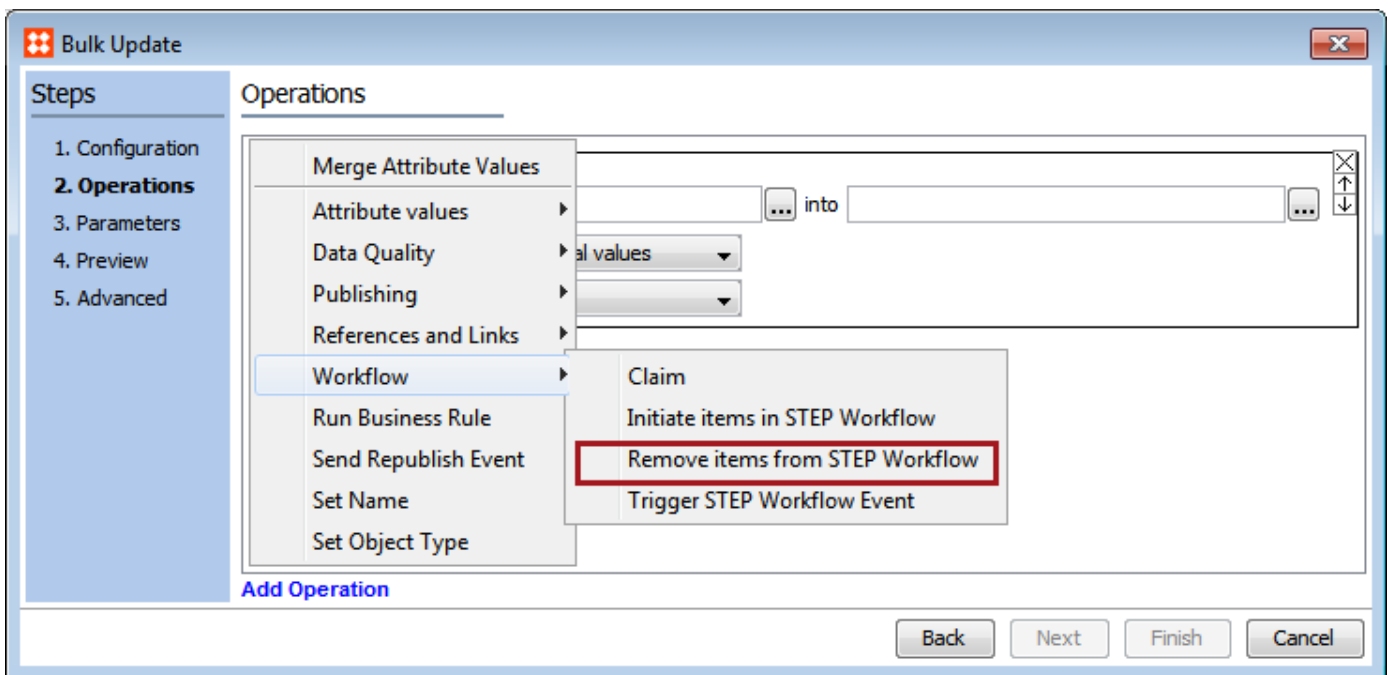 Bulk Update
Steps
1. Configuration
2. Operations
3. Parameters
4. Preview
5. Advanced
Operations
Merge Attribute Values
Attribute values
Data Quality
Publishing
References and Links
Workflow
Run Business Rule
Send Republish Event
Set Name
Set Object Type
... into ...
al values
Claim
Initiate items in STEP Workflow
Remove items from STEP Workflow
Trigger STEP Workflow Event
Add Operation
Back Next Finish Cancel